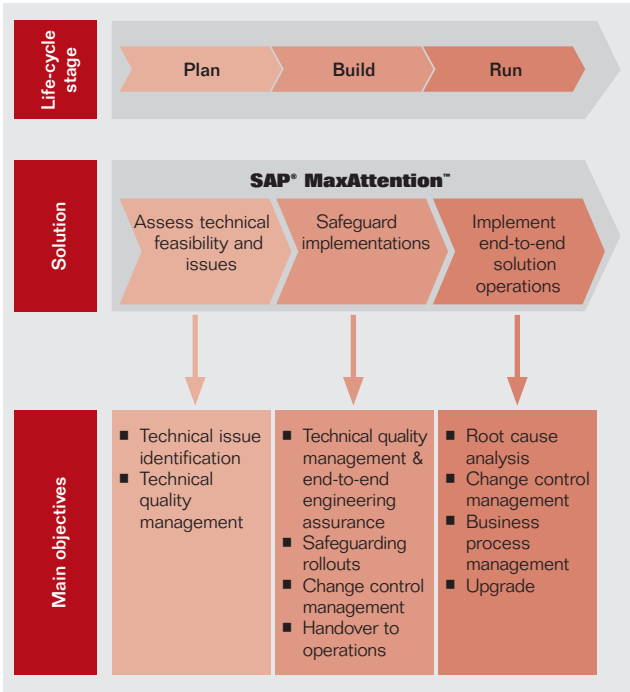 Life-cycle
stage
Plan
Build
Run
Solution
SAP® MaxAttention™
Assess technical
feasibility and
issues
Safeguard
implementations
Implement
end-to-end
solution
operations
Main objectives
■ Technical issue
identification
■ Technical
quality
management
■ Technical quality
management &
end-to-end
engineering
assurance
■ Safeguarding
rollouts
■ Change control
management
■ Handover to
operations
■ Root cause
analysis
■ Change control
management
■ Business
process
management
■ Upgrade